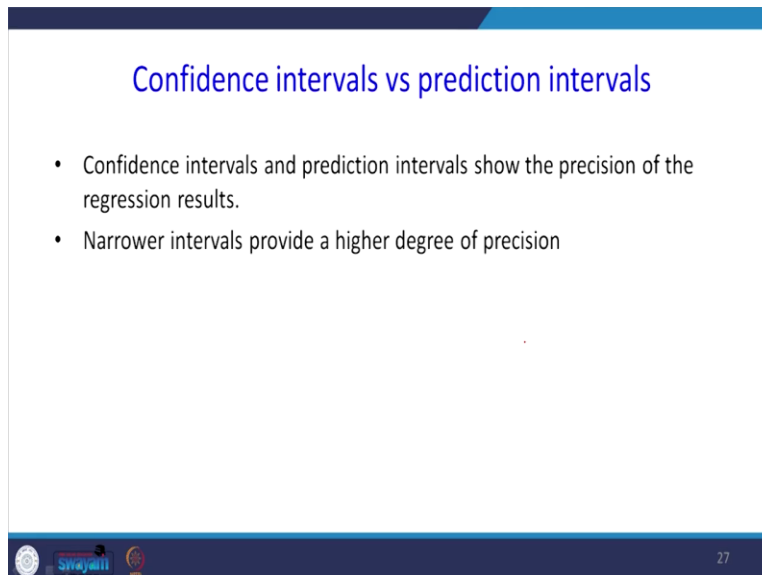 Confidence intervals vs prediction intervals
• Confidence intervals and prediction intervals show the precision of the
regression results.
• Narrower intervals provide a higher degree of precision
swayam
27